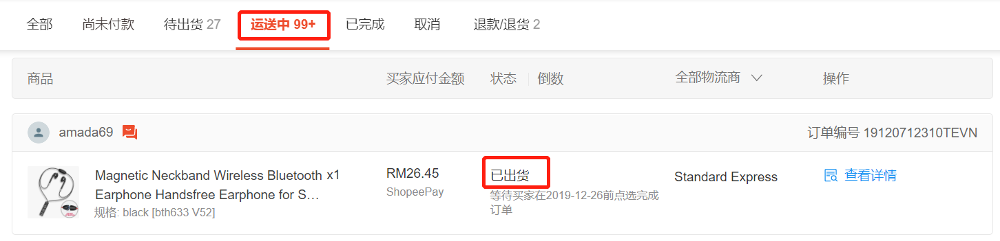 全部 尚未付款 待出货 27 运送中 99+ 已完成 取消 退款/退货 2
商品 买家应付金额 状态 倒数 全部物流商 操作
amada69 订单编号 19120712310TEVN
Magnetic Neckband Wireless Bluetooth x1 RM26.45 已出货 Standard Express 查看详情
Earphone Handsfree Earphone for S… ShopeePay 等待买家在2019-12-26前点选完成
规格: black [bth633 V52] 订单